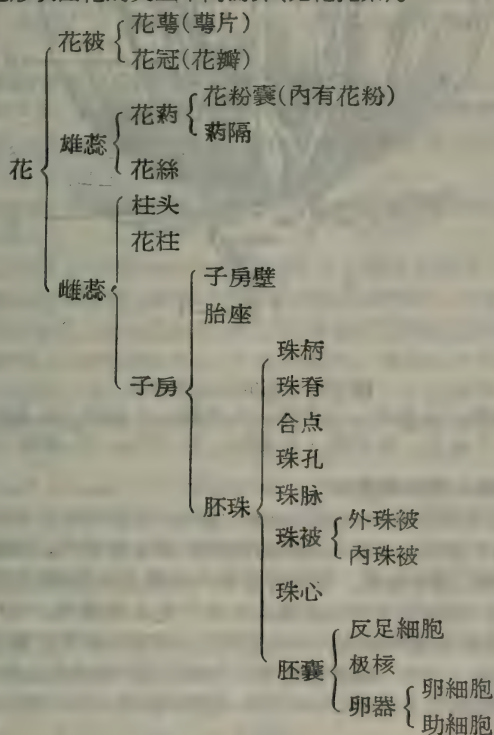 花被
花萼(萼片)
花冠(花瓣)
雄蕊
花葯
花粉囊(內有花粉)
葯隔
花絲
花
柱头
花柱
雌蕊
子房
子房壁
胎座
胚珠
珠柄
珠脊
合点
珠孔
珠脉
珠被
外珠被
內珠被
珠心
胚囊
反足細胞
极核
卵器
卵細胞
助細胞